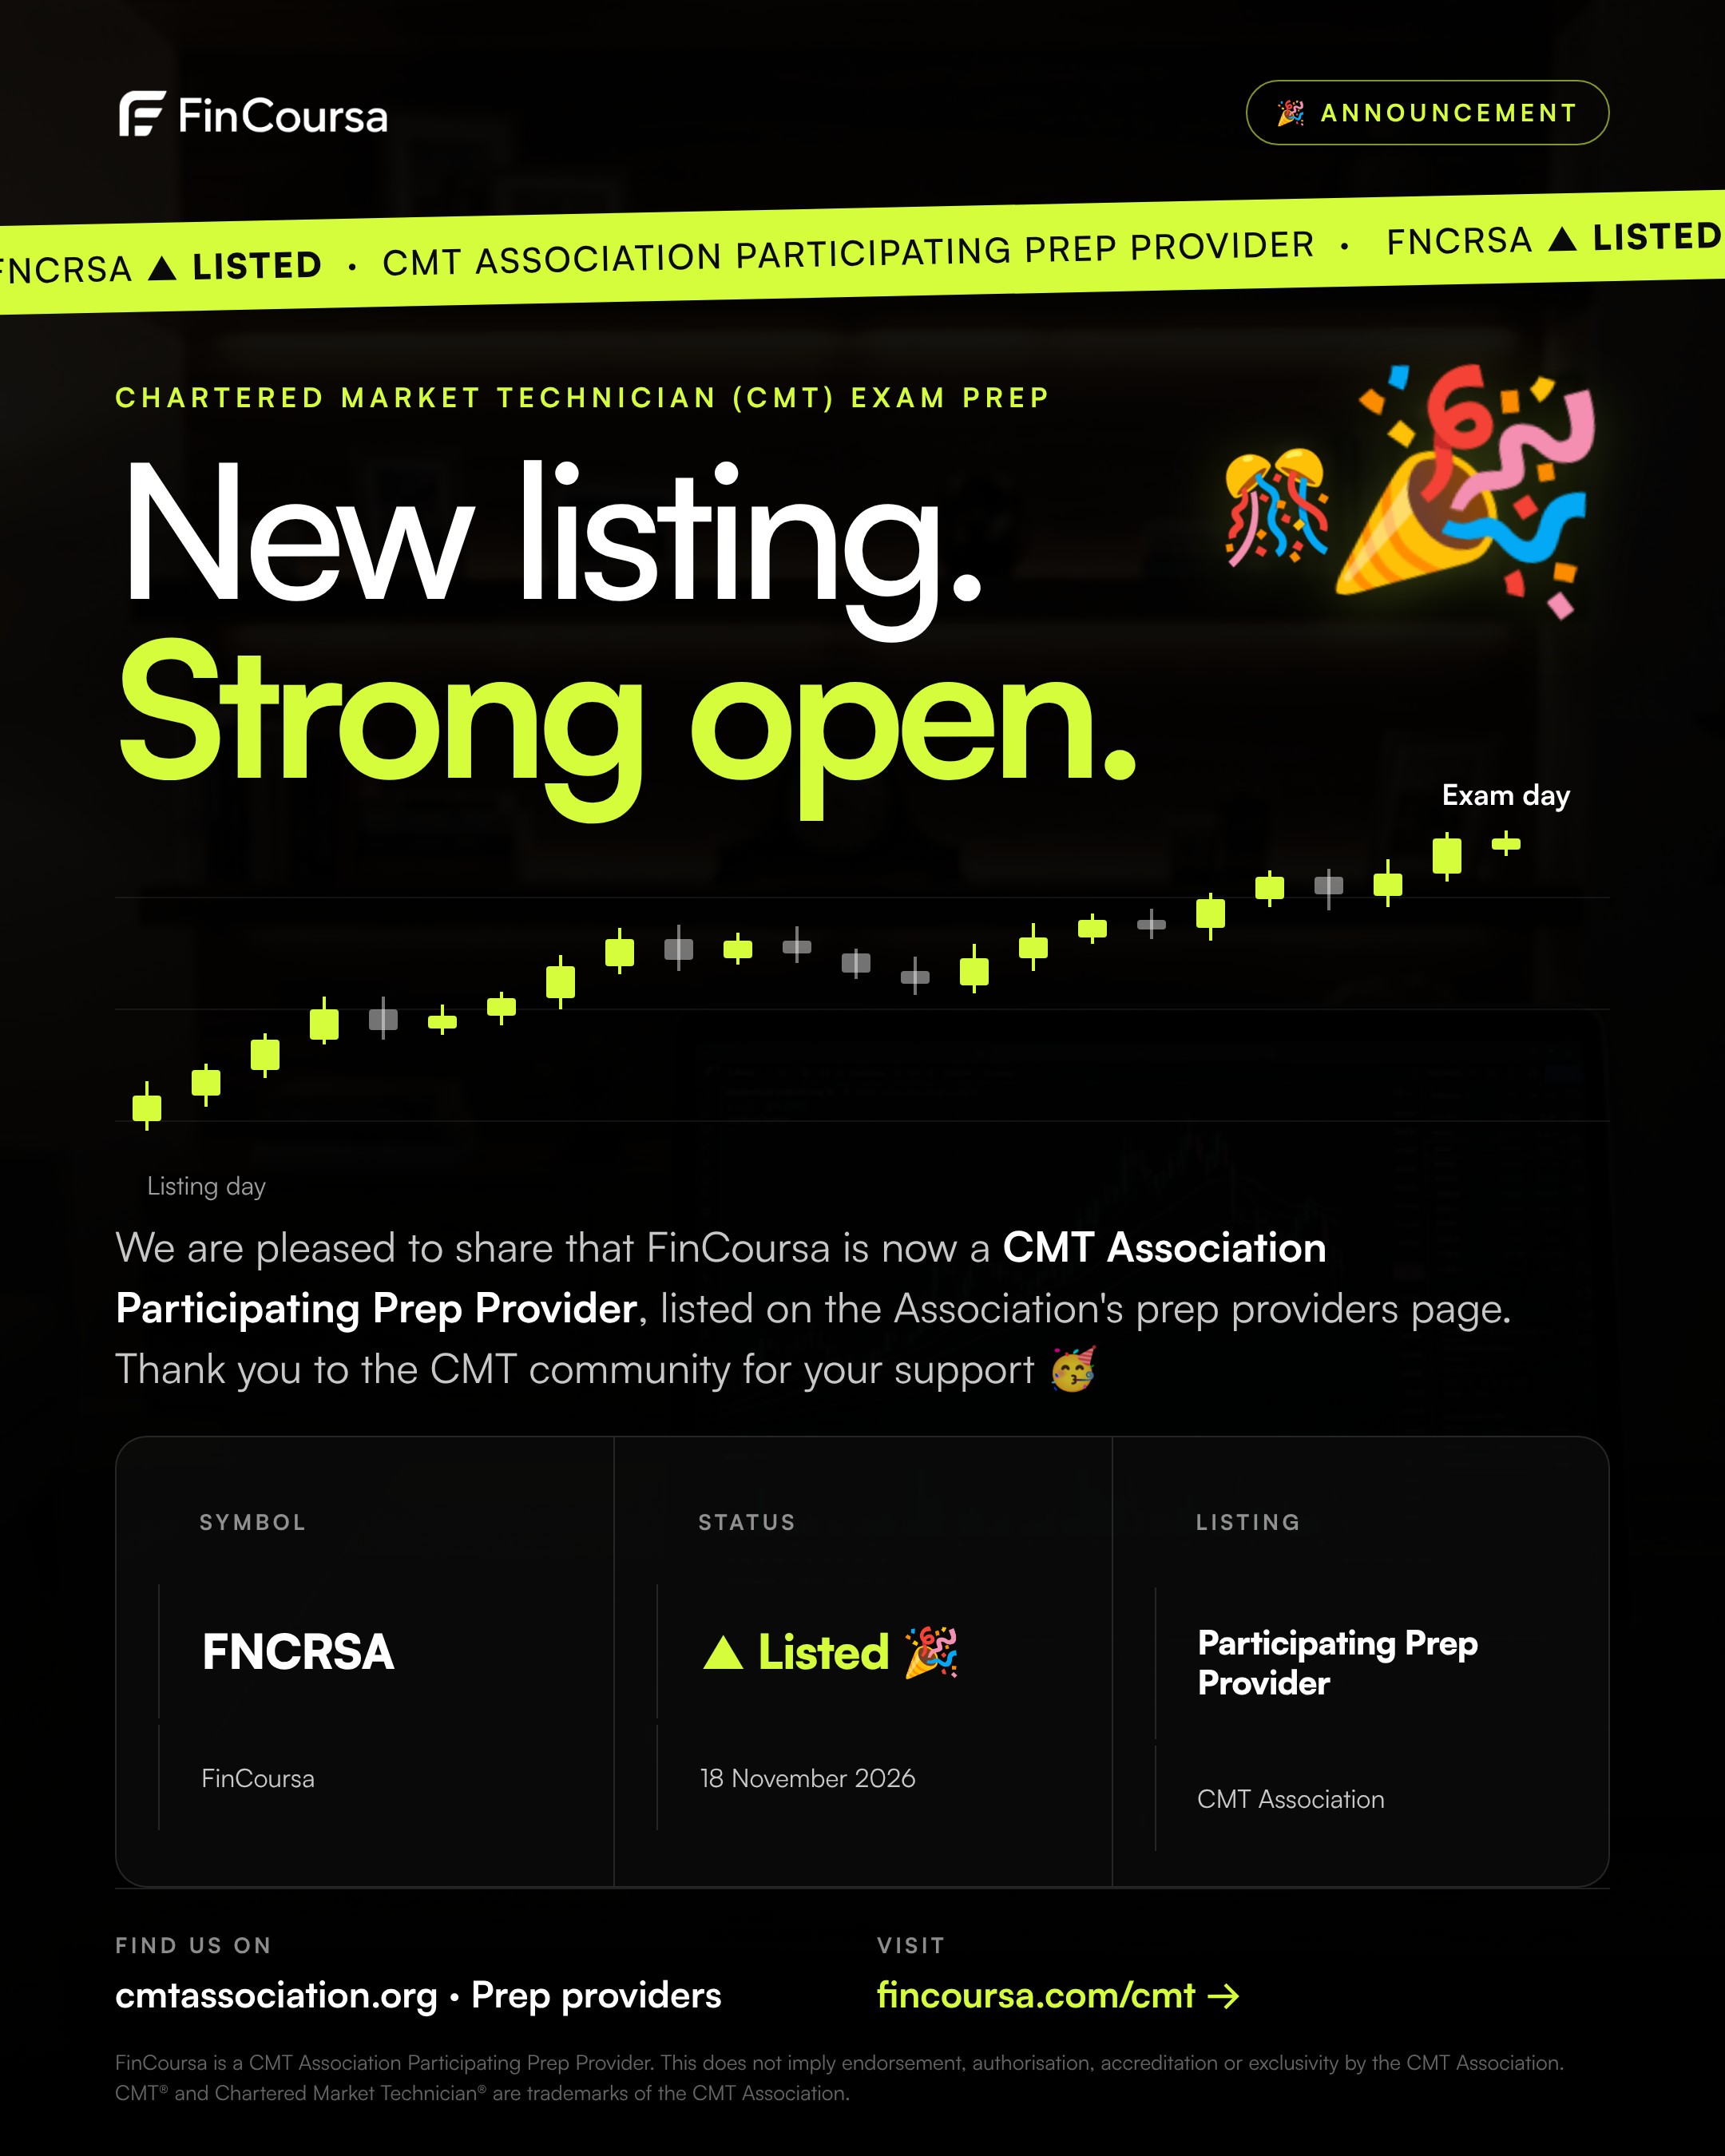 FinCoursa
🎉 ANNOUNCEMENT
FNCRSA ▲ LISTED · CMT ASSOCIATION PARTICIPATING PREP PROVIDER · FNCRSA ▲ LISTED
CHARTERED MARKET TECHNICIAN (CMT) EXAM PREP
New listing.
Strong open.
Exam day
Listing day
We are pleased to share that FinCoursa is now a CMT Association
Participating Prep Provider, listed on the Association's prep providers page.
Thank you to the CMT community for your support 🥳
SYMBOL
FNCRSA
FinCoursa
STATUS
▲ Listed 🎉
18 November 2026
LISTING
Participating Prep
Provider
CMT Association
FIND US ON
cmtassociation.org · Prep providers
VISIT
fincoursa.com/cmt →
FinCoursa is a CMT Association Participating Prep Provider. This does not imply endorsement, authorisation, accreditation or exclusivity by the CMT Association.
CMT® and Chartered Market Technician® are trademarks of the CMT Association.